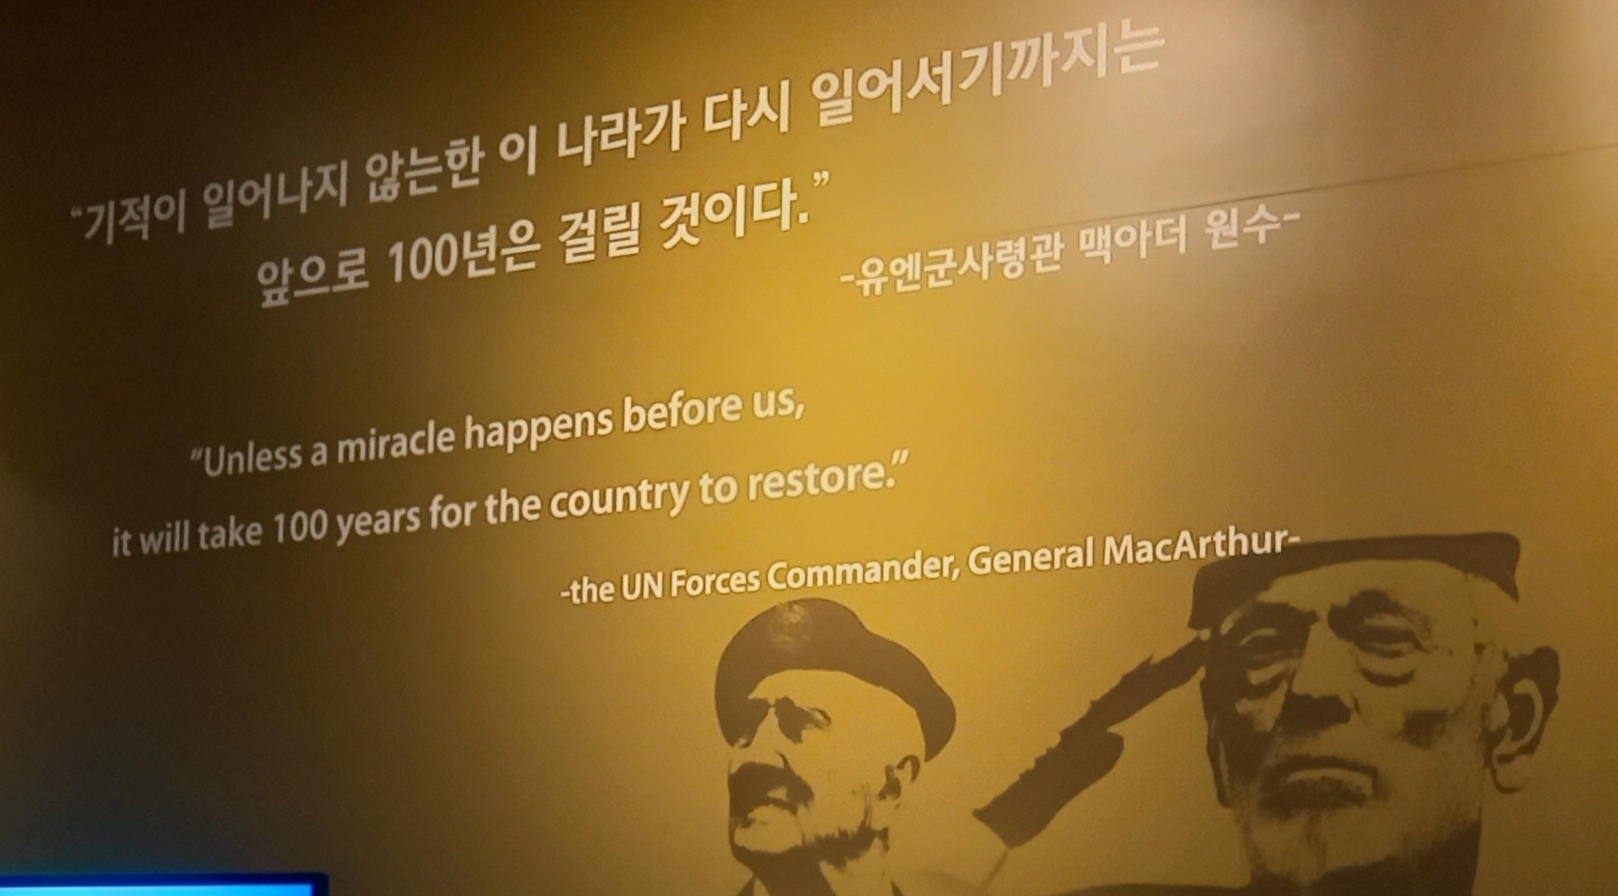 “기적이 일어나지 않는한 이 나라가 다시 일어서기까지는
앞으로 100년은 걸릴 것이다.”
-유엔군사령관 맥아더 원수-
“Unless a miracle happens before us,
it will take 100 years for the country to restore.”
-the UN Forces Commander, General MacArthur-